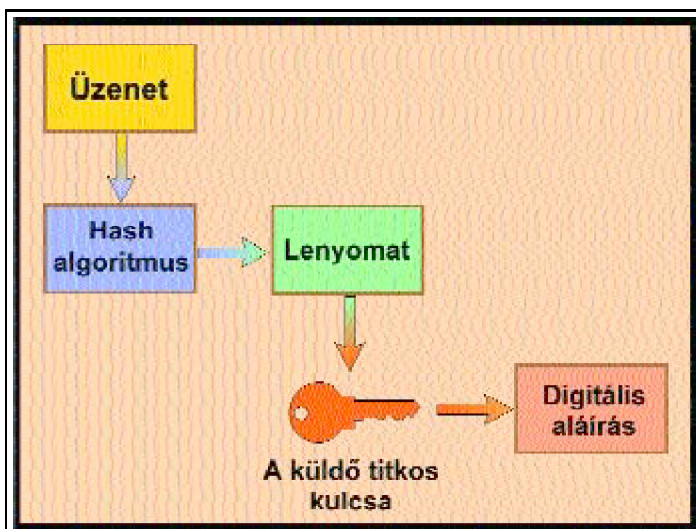 Üzenet
Hash
algoritmus
Lenyomat
Digitális
aláírás
A küldő titkos
kulcsa